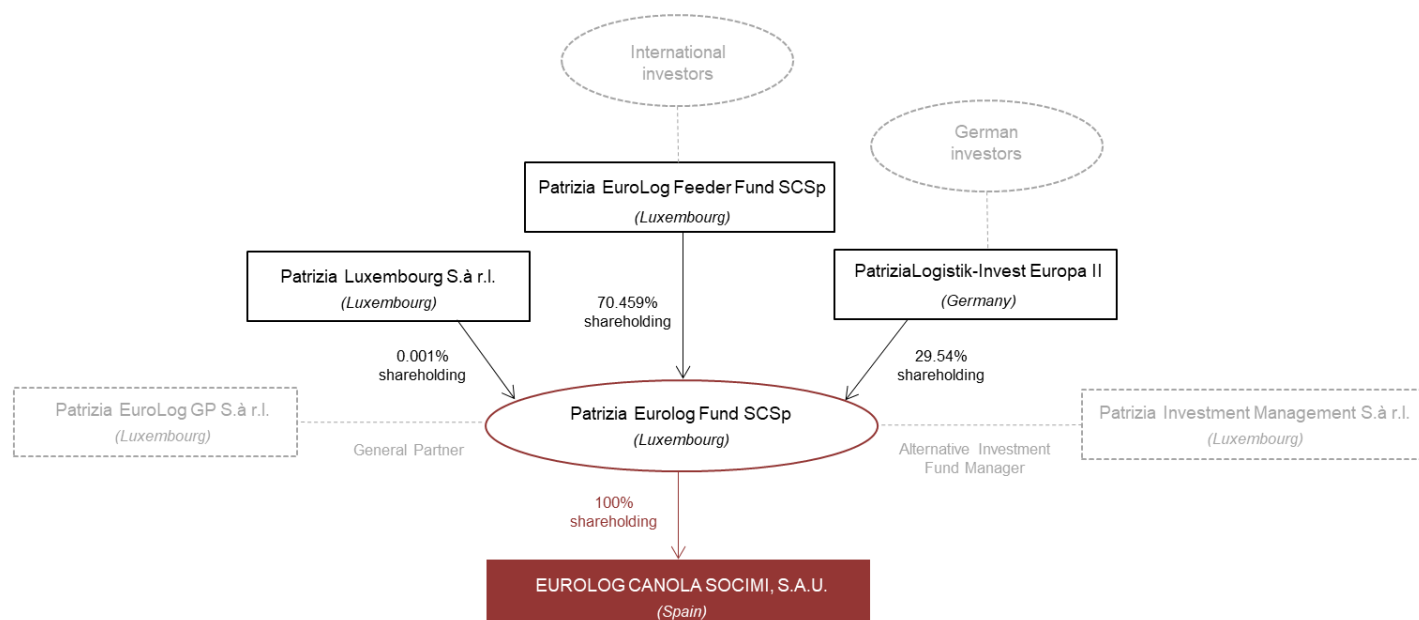 International
investors
German
investors
Patrizia EuroLog Feeder Fund SCSp
(Luxembourg)
Patrizia Luxembourg S.à r.l.
(Luxembourg)
PatriziaLogistik-Invest Europa II
(Germany)
70.459%
shareholding
0.001%
shareholding
29.54%
shareholding
Patrizia EuroLog GP S.à r.l.
(Luxembourg)
General Partner
Patrizia Eurolog Fund SCSp
(Luxembourg)
Alternative Investment
Fund Manager
Patrizia Investment Management S.à r.l.
(Luxembourg)
100%
shareholding
EUROLOG CANOLA SOCIMI, S.A.U.
(Spain)